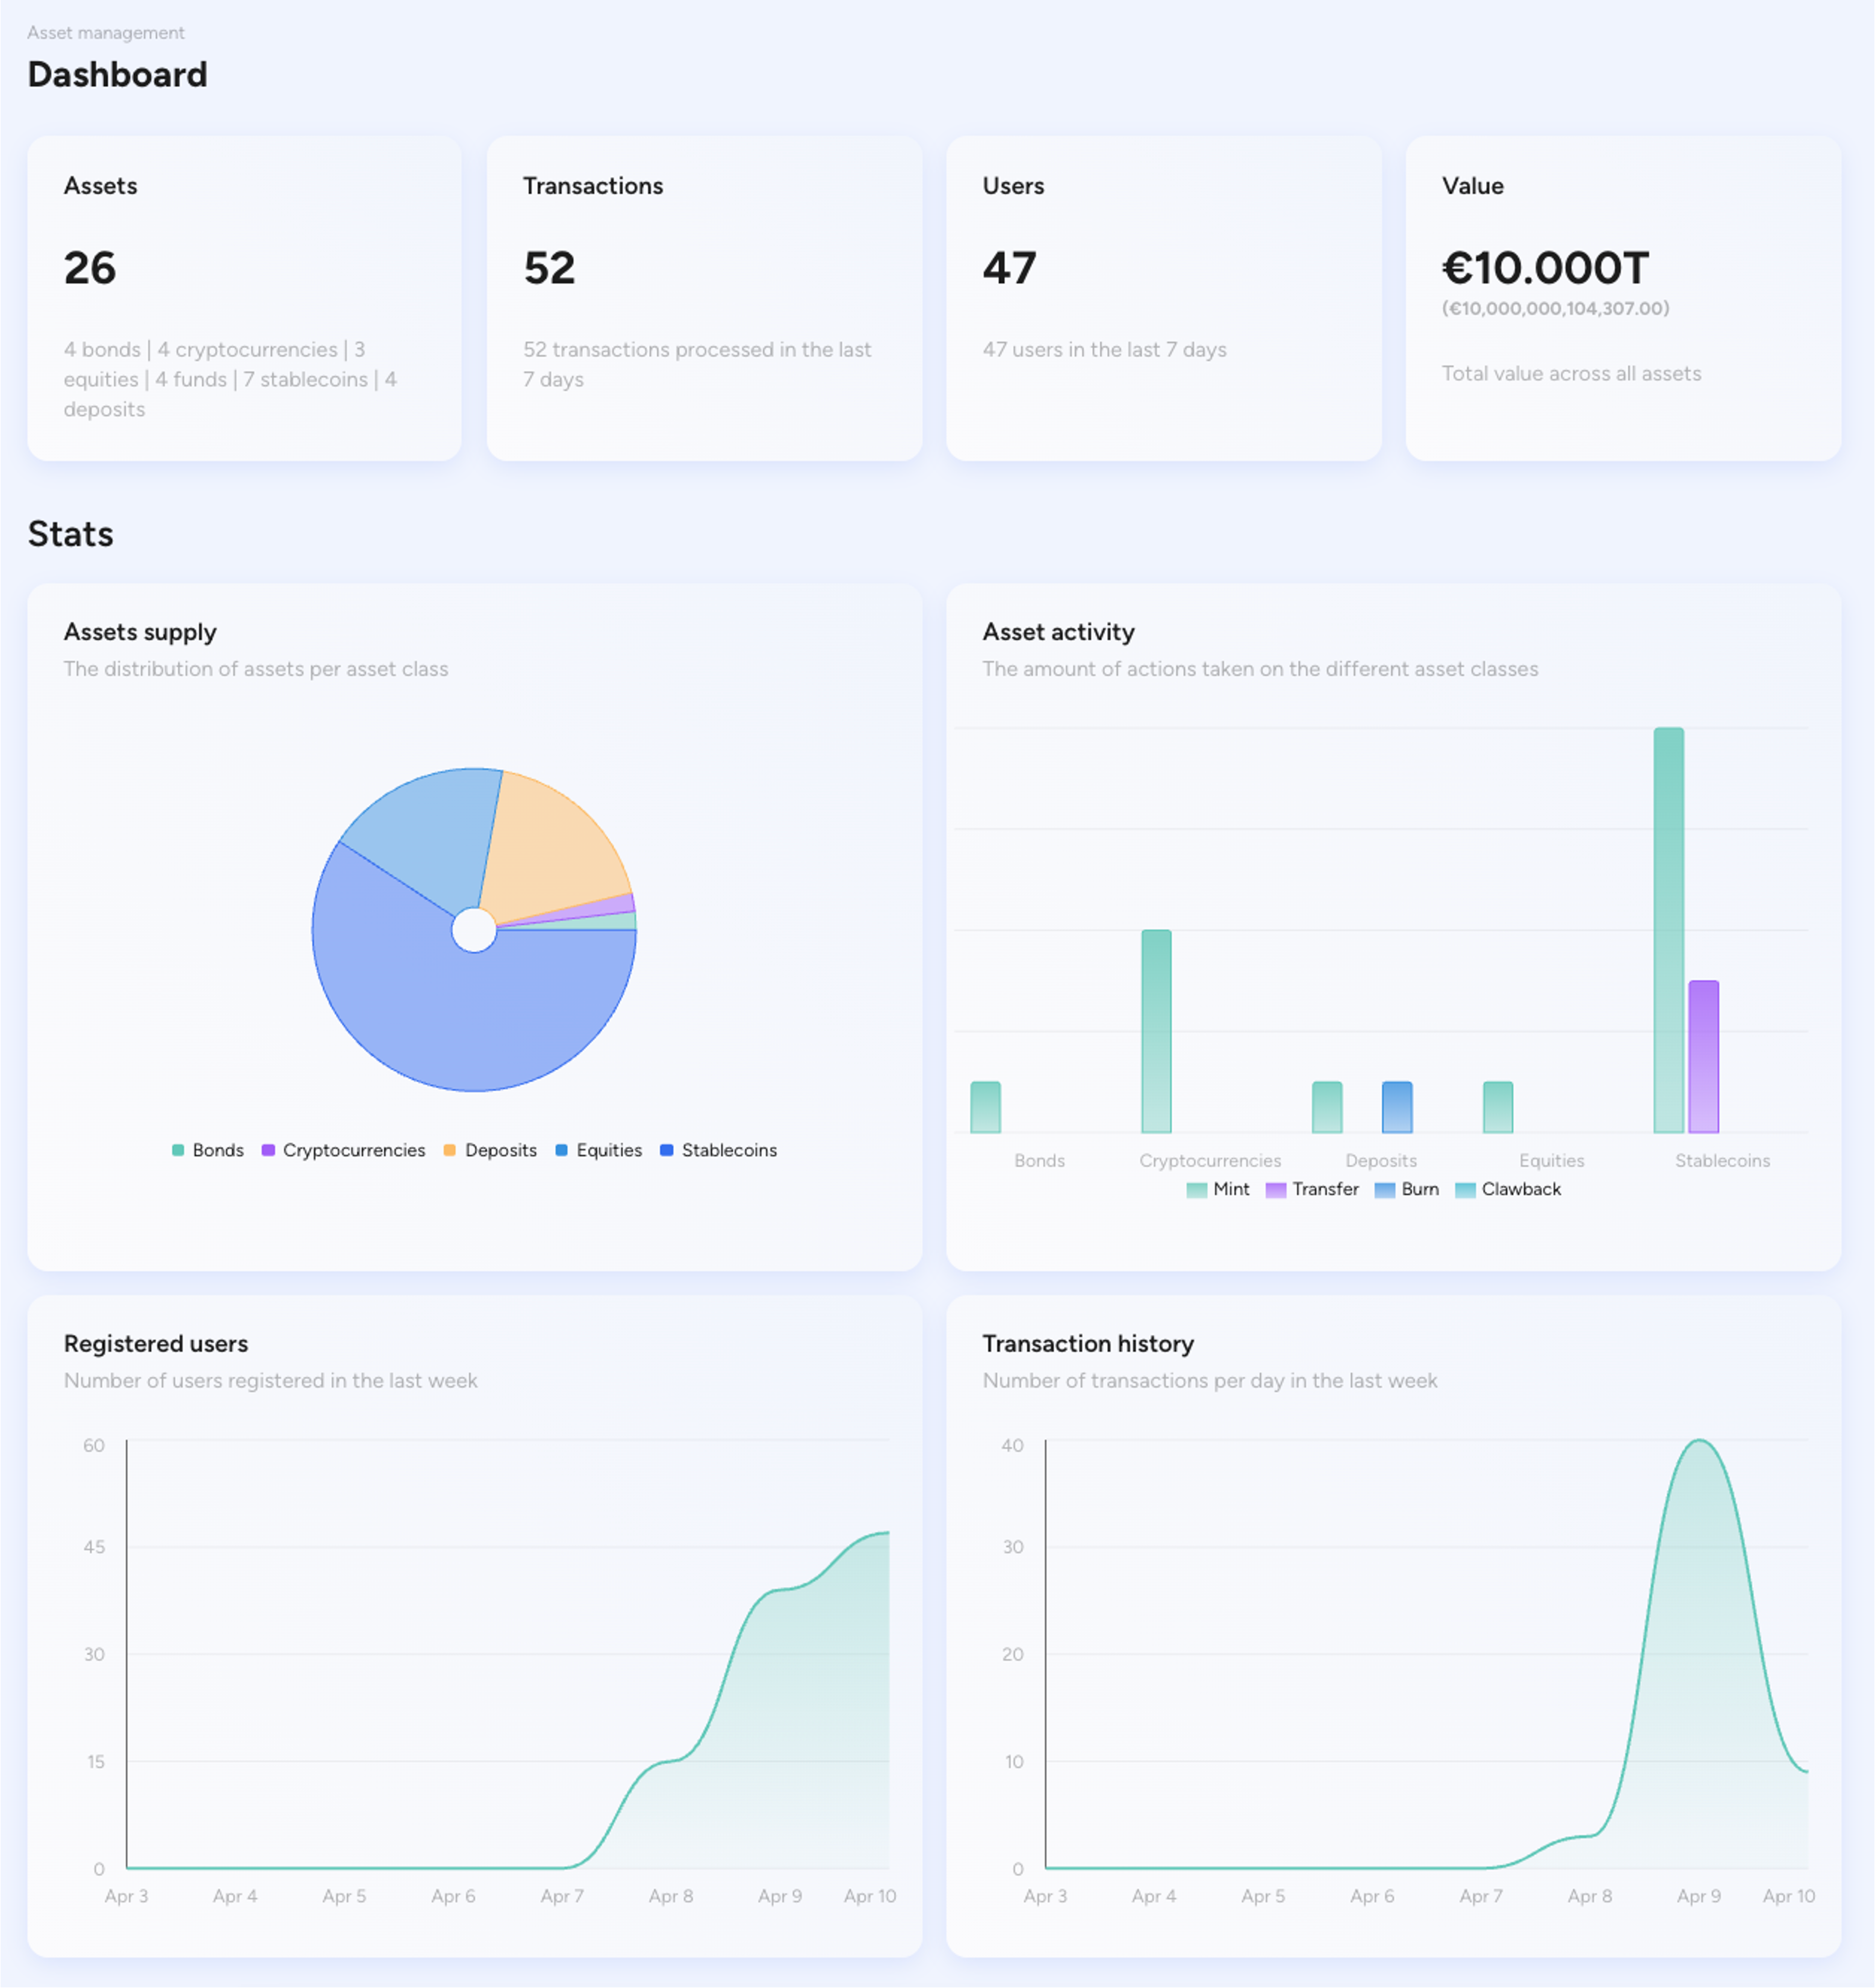 Asset management
Dashboard
Assets
26
4 bonds | 4 cryptocurrencies | 3
equities | 4 funds | 7 stablecoins | 4
deposits
Transactions
52
52 transactions processed in the last
7 days
Users
47
47 users in the last 7 days
Value
€10.000T
(€10,000,000,104,307.00)
Total value across all assets
Stats
Assets supply
The distribution of assets per asset class
Bonds Cryptocurrencies Deposits Equities Stablecoins
Asset activity
The amount of actions taken on the different asset classes
Bonds Cryptocurrencies Deposits Equities Stablecoins
Mint Transfer Burn Clawback
Registered users
Number of users registered in the last week
60
45
30
15
0
Apr 3 Apr 4 Apr 5 Apr 6 Apr 7 Apr 8 Apr 9 Apr 10
Transaction history
Number of transactions per day in the last week
40
30
20
10
0
Apr 3 Apr 4 Apr 5 Apr 6 Apr 7 Apr 8 Apr 9 Apr 10